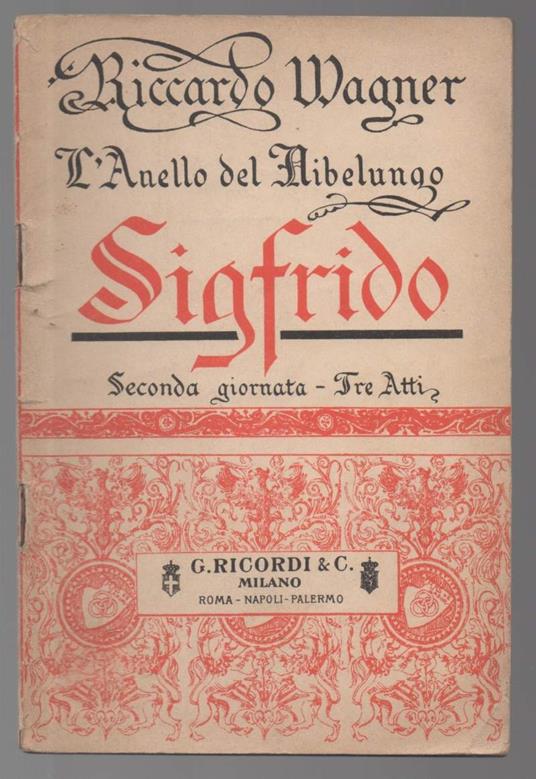 Riccardo Wagner
L'Anello del Nibelungo
Sigfrido
Seconda giornata - Tre Atti
G. RICORDI & C.
MILANO
ROMA - NAPOLI - PALERMO